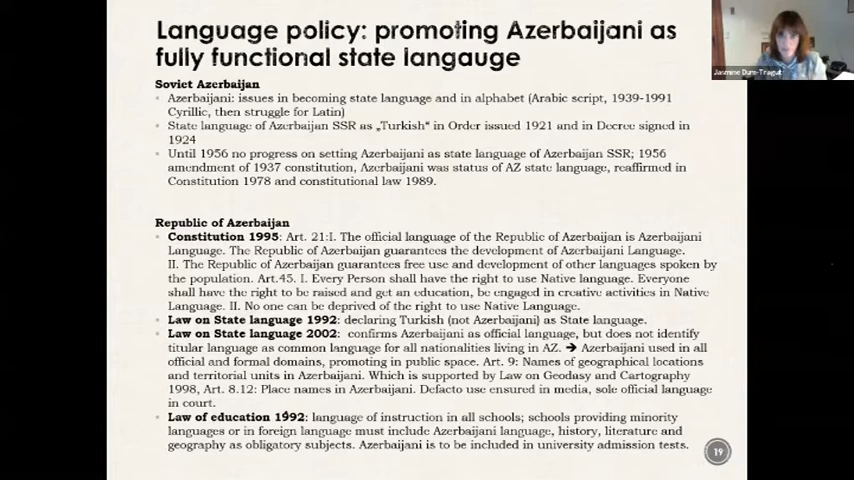 Language policy: promoting Azerbaijani as
fully functional state langauge
Jasmine Dum-Tragut
Soviet Azerbaijan
Azerbaijani: issues in becoming state language and in alphabet (Arabic script, 1939-1991
Cyrillic, then struggle for Latin)
State language of Azerbaijan SSR as „Turkish“ in Order issued 1921 and in Decree signed in
1924
Until 1956 no progress on setting Azerbaijani as state language of Azerbaijan SSR; 1956
amendment of 1937 constitution, Azerbaijani was status of AZ state language, reaffirmed in
Constitution 1978 and constitutional law 1989.
Republic of Azerbaijan
Constitution 1995: Art. 21:I. The official language of the Republic of Azerbaijan is Azerbaijani
Language. The Republic of Azerbaijan guarantees the development of Azerbaijani Language.
II. The Republic of Azerbaijan guarantees free use and development of other languages spoken by
the population. Art.45. I. Every Person shall have the right to use Native language. Everyone
shall have the right to be raised and get an education, be engaged in creative activities in Native
Language. II. No one can be deprived of the right to use Native Language.
Law on State language 1992: declaring Turkish (not Azerbaijani) as State language.
Law on State language 2002: confirms Azerbaijani as official language, but does not identify
titular language as common language for all nationalities living in AZ. ➔ Azerbaijani used in all
official and formal domains, promoting in public space. Art. 9: Names of geographical locations
and territorial units in Azerbaijani. Which is supported by Law on Geodasy and Cartography
1998, Art. 8.12: Place names in Azerbaijani. Defacto use ensured in media, sole official language
in court.
Law of education 1992: language of instruction in all schools; schools providing minority
languages or in foreign language must include Azerbaijani language, history, literature and
geography as obligatory subjects. Azerbaijani is to be included in university admission tests.
19